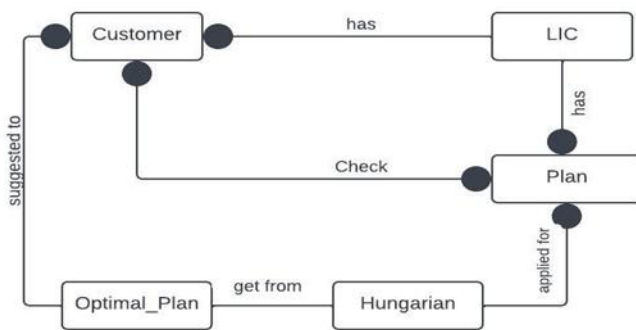 Customer
has
LIC
suggested to
has
Check
Plan
applied for
Optimal_Plan
get from
Hungarian